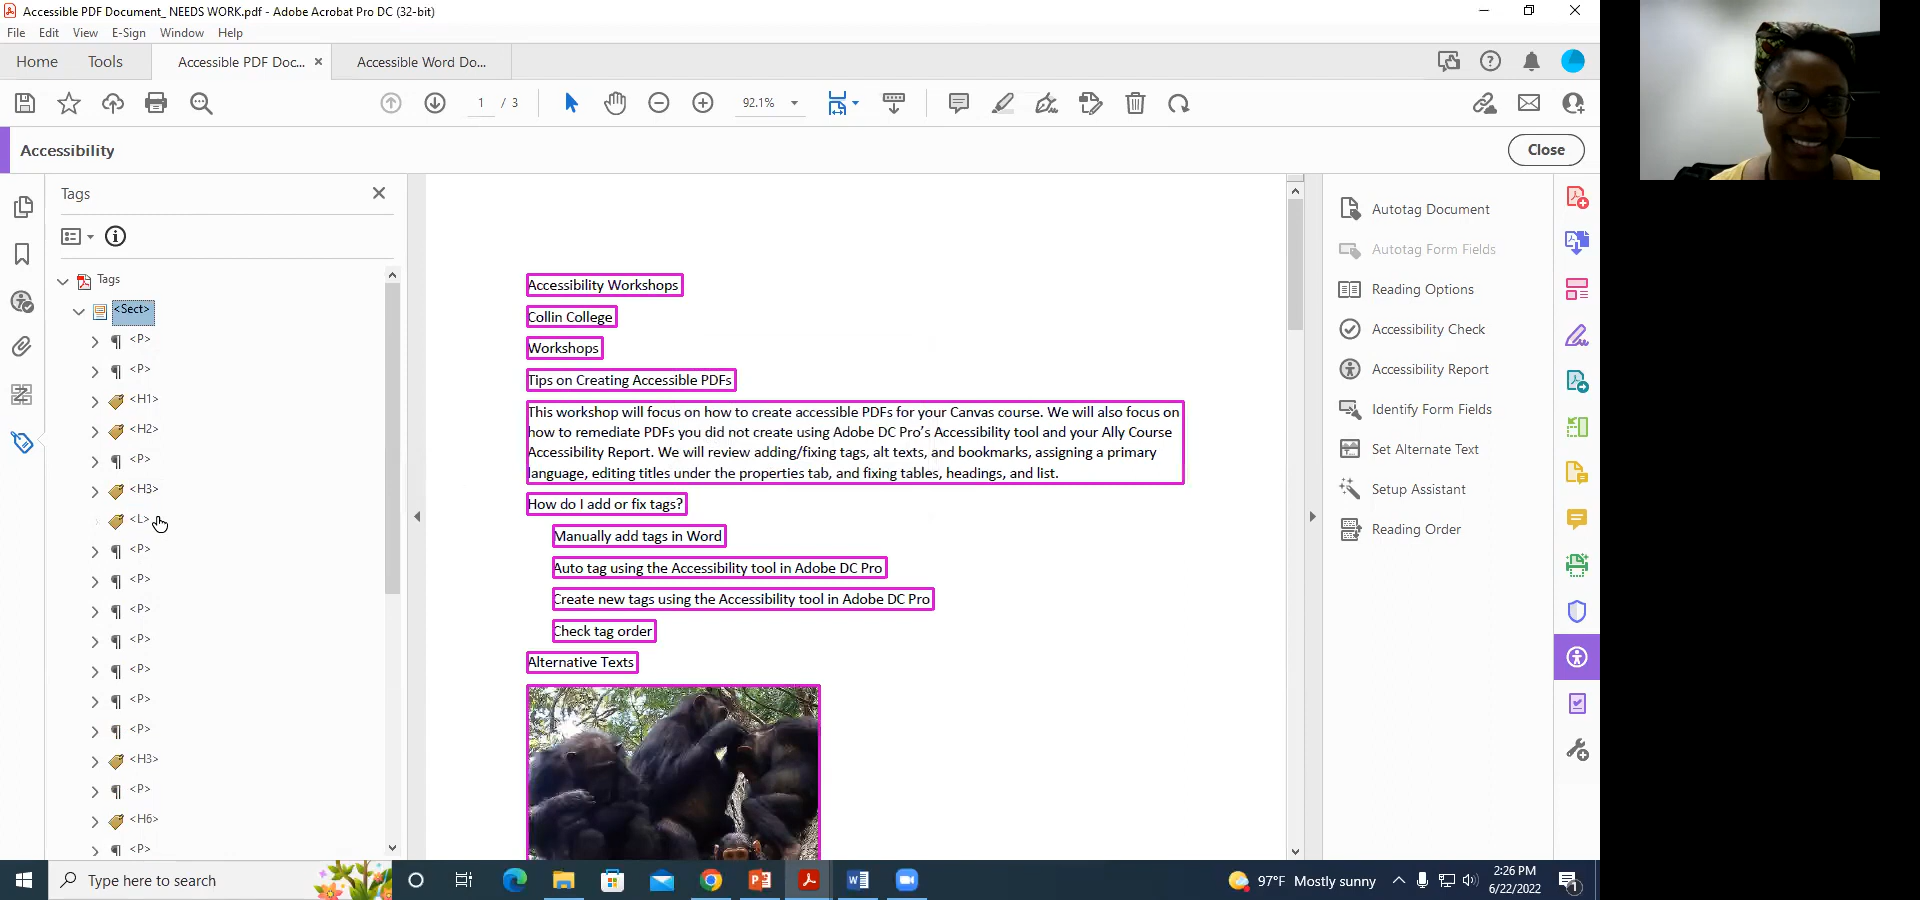 Accessible PDF Document_ NEEDS WORK.pdf - Adobe Acrobat Pro DC (32-bit)
File Edit View E-Sign Window Help
Home Tools Accessible PDF Doc... × Accessible Word Do...
1 / 3 92.1%
Accessibility
Close
Tags
Tags
<Sect>
<P>
<P>
<H1>
<H2>
<P>
<H3>
<L>
<P>
<P>
<P>
<P>
<P>
<P>
<P>
<H3>
<P>
<H6>
<P>
Accessibility Workshops
Collin College
Workshops
Tips on Creating Accessible PDFs
This workshop will focus on how to create accessible PDFs for your Canvas course. We will also focus on
how to remediate PDFs you did not create using Adobe DC Pro’s Accessibility tool and your Ally Course
Accessibility Report. We will review adding/fixing tags, alt texts, and bookmarks, assigning a primary
language, editing titles under the properties tab, and fixing tables, headings, and list.
How do I add or fix tags?
Manually add tags in Word
Auto tag using the Accessibility tool in Adobe DC Pro
Create new tags using the Accessibility tool in Adobe DC Pro
Check tag order
Alternative Texts
Autotag Document
Autotag Form Fields
Reading Options
Accessibility Check
Accessibility Report
Identify Form Fields
Set Alternate Text
Setup Assistant
Reading Order
Type here to search
97°F Mostly sunny
2:26 PM
6/22/2022
1